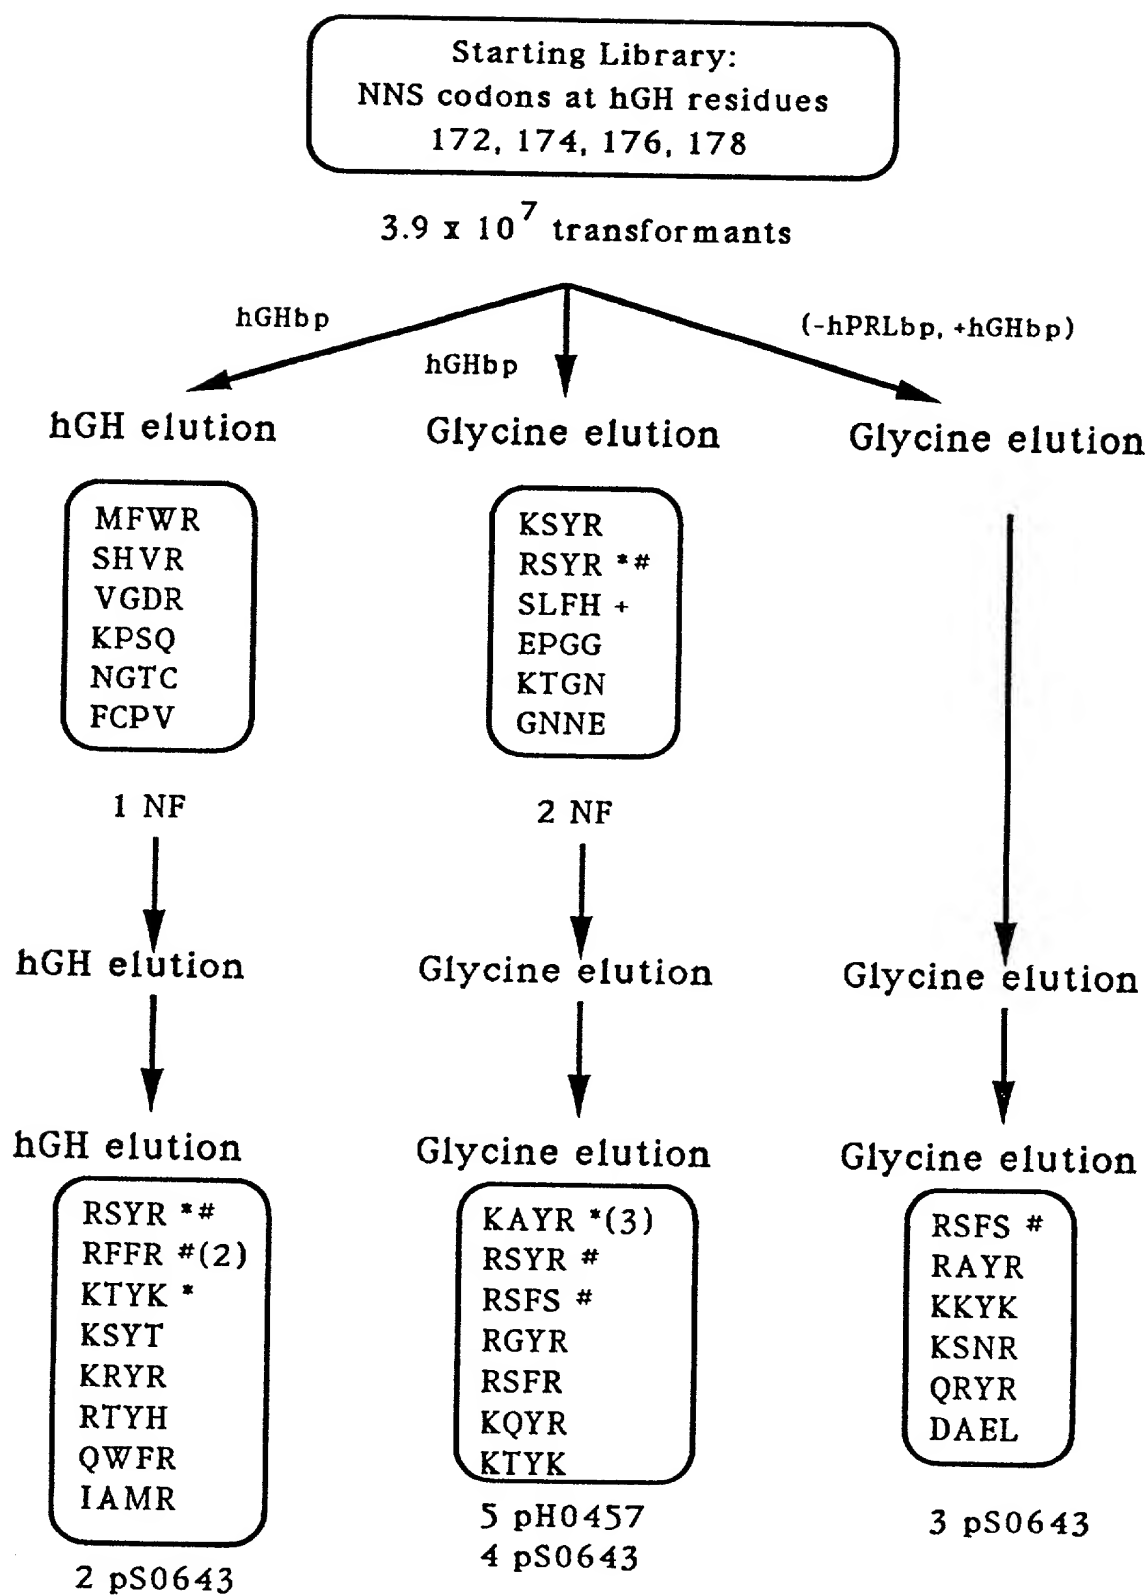 Starting Library:
NNS codons at hGH residues
172, 174, 176, 178
3.9 x 10^7 transformants
hGHbp
hGHbp
(-hPRLbp, +hGHbp)
hGH elution
MFWR
SHVR
VGDR
KPSQ
NGTC
FCPV
1 NF
hGH elution
hGH elution
RSYR *#
RFFR #(2)
KTYK *
KSYT
KRYR
RTYH
QWFR
IAMR
2 pS0643
Glycine elution
KSYR
RSYR *#
SLFH +
EPGG
KTGN
GNNE
2 NF
Glycine elution
Glycine elution
KAYR *(3)
RSYR #
RSFS #
RGYR
RSFR
KQYR
KTYK
5 pH0457
4 pS0643
Glycine elution
Glycine elution
Glycine elution
RSFS #
RAYR
KKYK
KSNR
QRYR
DAEL
3 pS0643